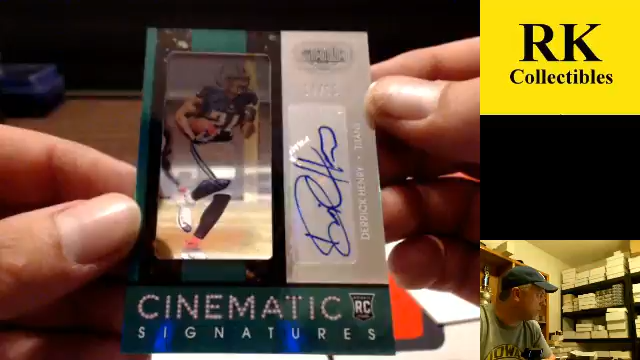 RK
Collectibles
DERRICK HENRY • TITANS
CINEMATIC
RC
SIGNATURES